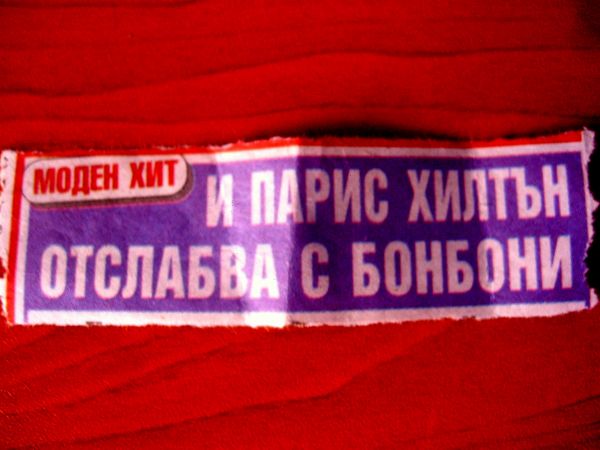 МОДЕН ХИТ
И ПАРИС ХИЛТЪН
ОТСЛАБВА С БОНБОНИ